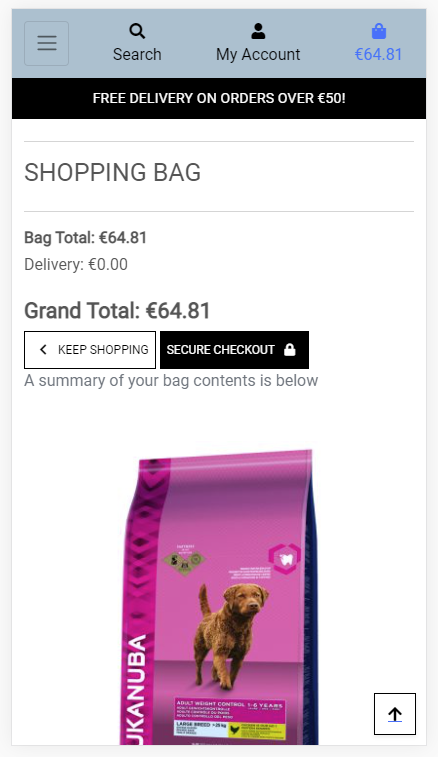 Search
My Account
€64.81
FREE DELIVERY ON ORDERS OVER €50!
SHOPPING BAG
Bag Total: €64.81
Delivery: €0.00
Grand Total: €64.81
KEEP SHOPPING
SECURE CHECKOUT
A summary of your bag contents is below
UKANUBA
ADULT WEIGHT CONTROL 1-6 YEARS
LARGE BREED >25kg